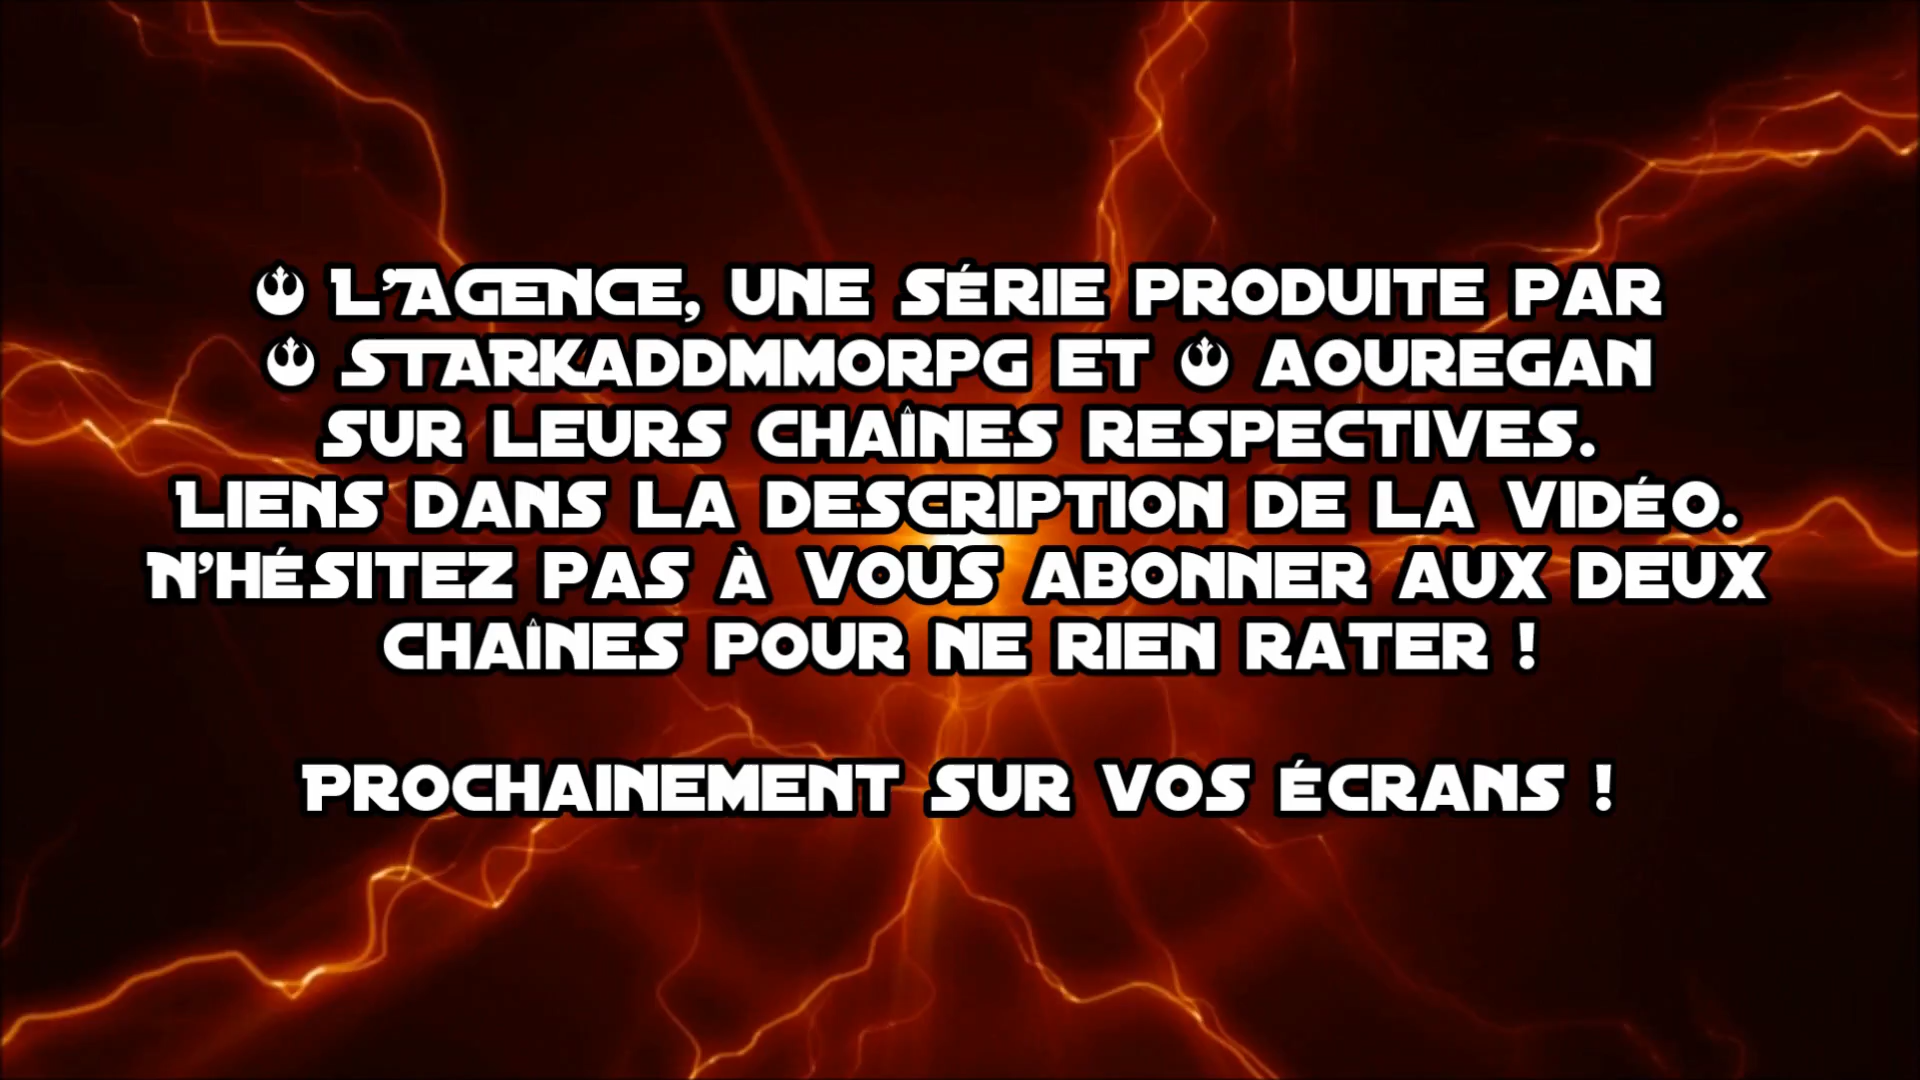 L'Agence, une série produite par
StarkaddMMORPG et Aouregan
sur leurs chaînes respectives.
Liens dans la description de la vidéo.
N'hésitez pas à vous abonner aux deux
chaînes pour ne rien rater !
Prochainement sur vos écrans !